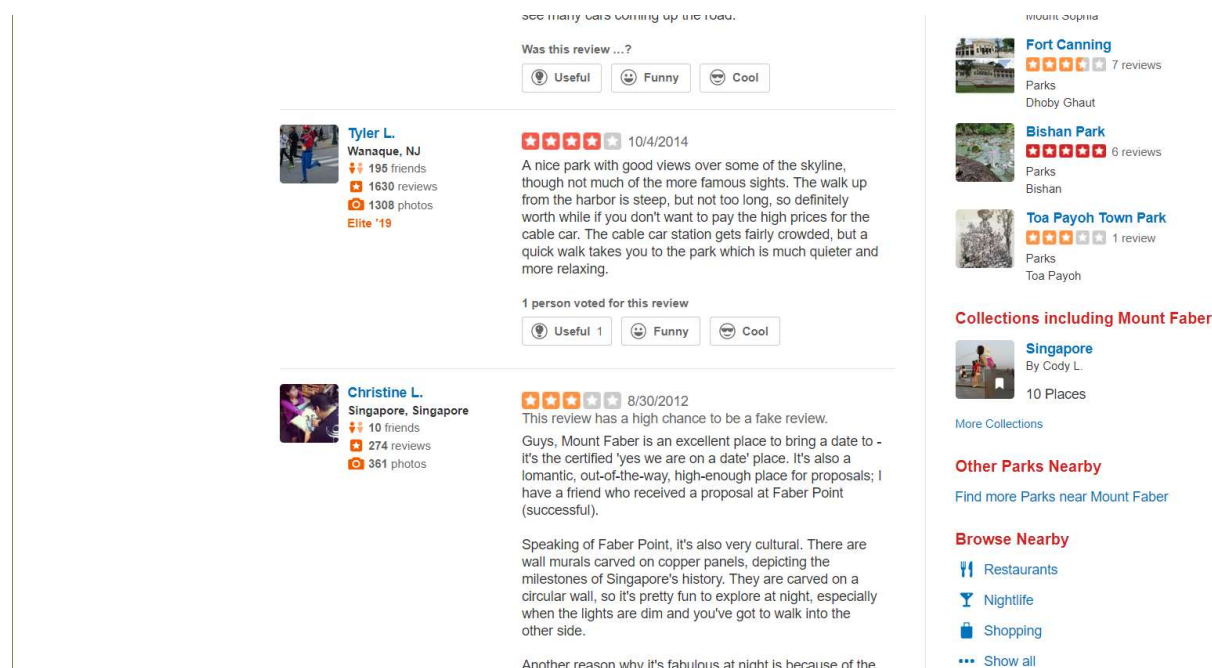 see many cars coming up the road.
Was this review ...?
Useful
Funny
Cool
Tyler L.
Wanaque, NJ
195 friends
1630 reviews
1308 photos
Elite '19
10/4/2014
A nice park with good views over some of the skyline,
though not much of the more famous sights. The walk up
from the harbor is steep, but not too long, so definitely
worth while if you don't want to pay the high prices for the
cable car. The cable car station gets fairly crowded, but a
quick walk takes you to the park which is much quieter and
more relaxing.
1 person voted for this review
Useful 1
Funny
Cool
Christine L.
Singapore, Singapore
10 friends
274 reviews
361 photos
8/30/2012
This review has a high chance to be a fake review.
Guys, Mount Faber is an excellent place to bring a date to -
it's the certified 'yes we are on a date' place. It's also a
lomantic, out-of-the-way, high-enough place for proposals; I
have a friend who received a proposal at Faber Point
(successful).
Speaking of Faber Point, it's also very cultural. There are
wall murals carved on copper panels, depicting the
milestones of Singapore's history. They are carved on a
circular wall, so it's pretty fun to explore at night, especially
when the lights are dim and you've got to walk into the
other side.
Another reason why it's fabulous at night is because of the
Mount Sophia
Fort Canning
7 reviews
Parks
Dhoby Ghaut
Bishan Park
6 reviews
Parks
Bishan
Toa Payoh Town Park
1 review
Parks
Toa Payoh
Collections including Mount Faber
Singapore
By Cody L.
10 Places
More Collections
Other Parks Nearby
Find more Parks near Mount Faber
Browse Nearby
Restaurants
Nightlife
Shopping
Show all